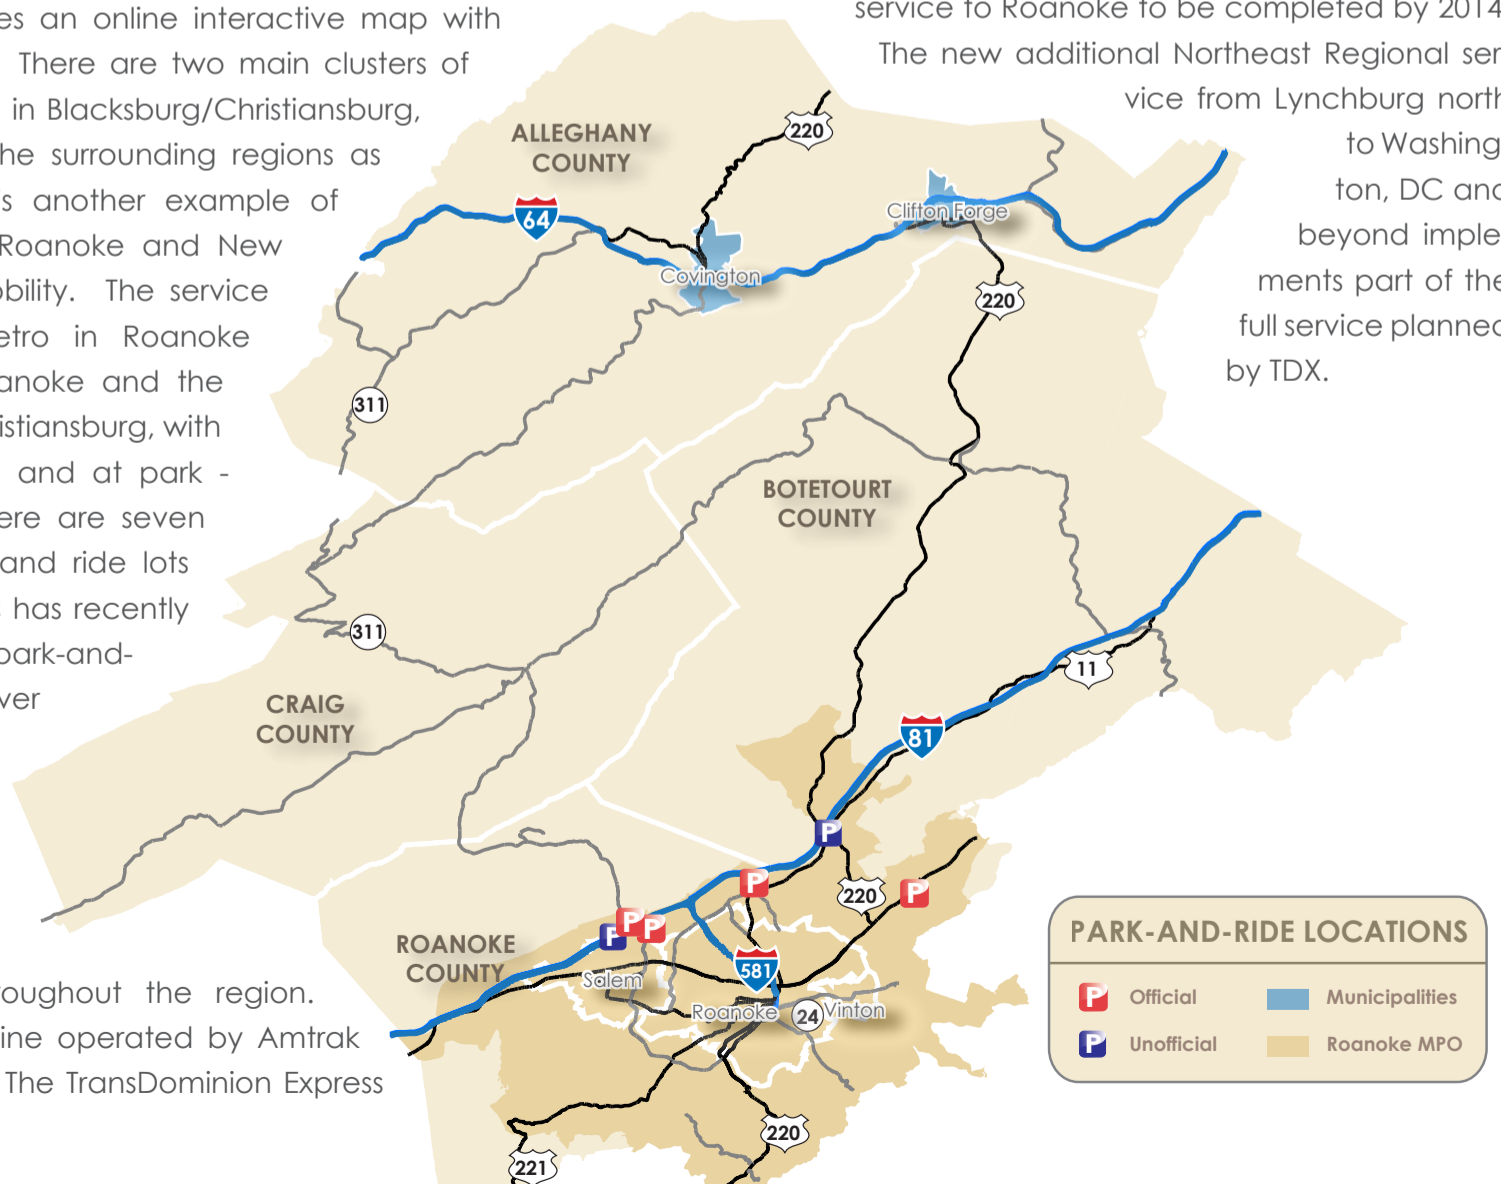 es an online interactive map with
There are two main clusters of
in Blacksburg/Christiansburg,
he surrounding regions as
s another example of
Roanoke and New
bility. The service
etro in Roanoke
anoke and the
istiansburg, with
and at park -
ere are seven
and ride lots
has recently
park-and-
ver
roughout the region.
ine operated by Amtrak
The TransDominion Express
service to Roanoke to be completed by 2014
The new additional Northeast Regional ser
vice from Lynchburg north
to Washing
ton, DC and
beyond imple
ments part of the
full service planned
by TDX.
ALLEGHANY
COUNTY
220
64
Clifton Forge
Covington
220
311
BOTETOURT
COUNTY
311
11
CRAIG
COUNTY
81
P
P
220
P
P
P
P
ROANOKE
COUNTY
Salem
581
Roanoke
24
Vinton
220
221
PARK-AND-RIDE LOCATIONS
P Official
Municipalities
P Unofficial
Roanoke MPO